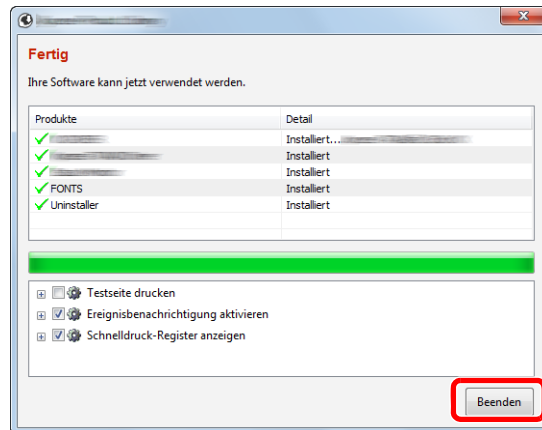 Fertig
Ihre Software kann jetzt verwendet werden.
Produkte Detail
Installiert...
Installiert
Installiert
FONTS Installiert
Uninstaller Installiert
Testseite drucken
Ereignisbenachrichtigung aktivieren
Schnelldruck-Register anzeigen
Beenden